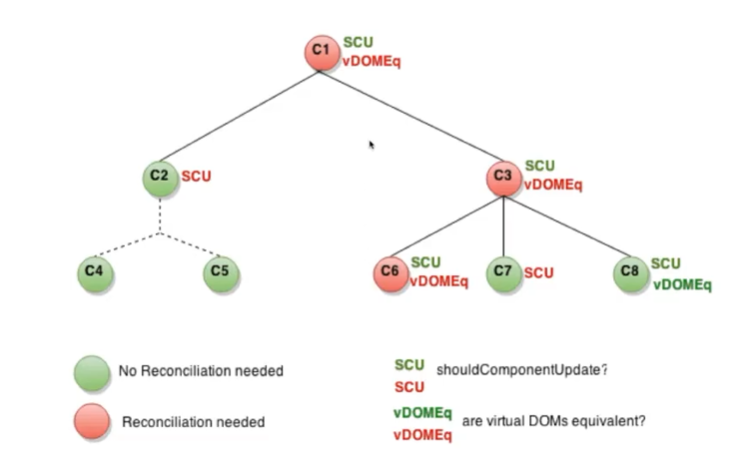 C1 SCU
vDOMEq
C2 SCU
C3 SCU
vDOMEq
C4
C5
C6 SCU
vDOMEq
C7 SCU
C8 SCU
vDOMEq
No Reconciliation needed
Reconciliation needed
SCU shouldComponentUpdate?
SCU
vDOMEq are virtual DOMs equivalent?
vDOMEq